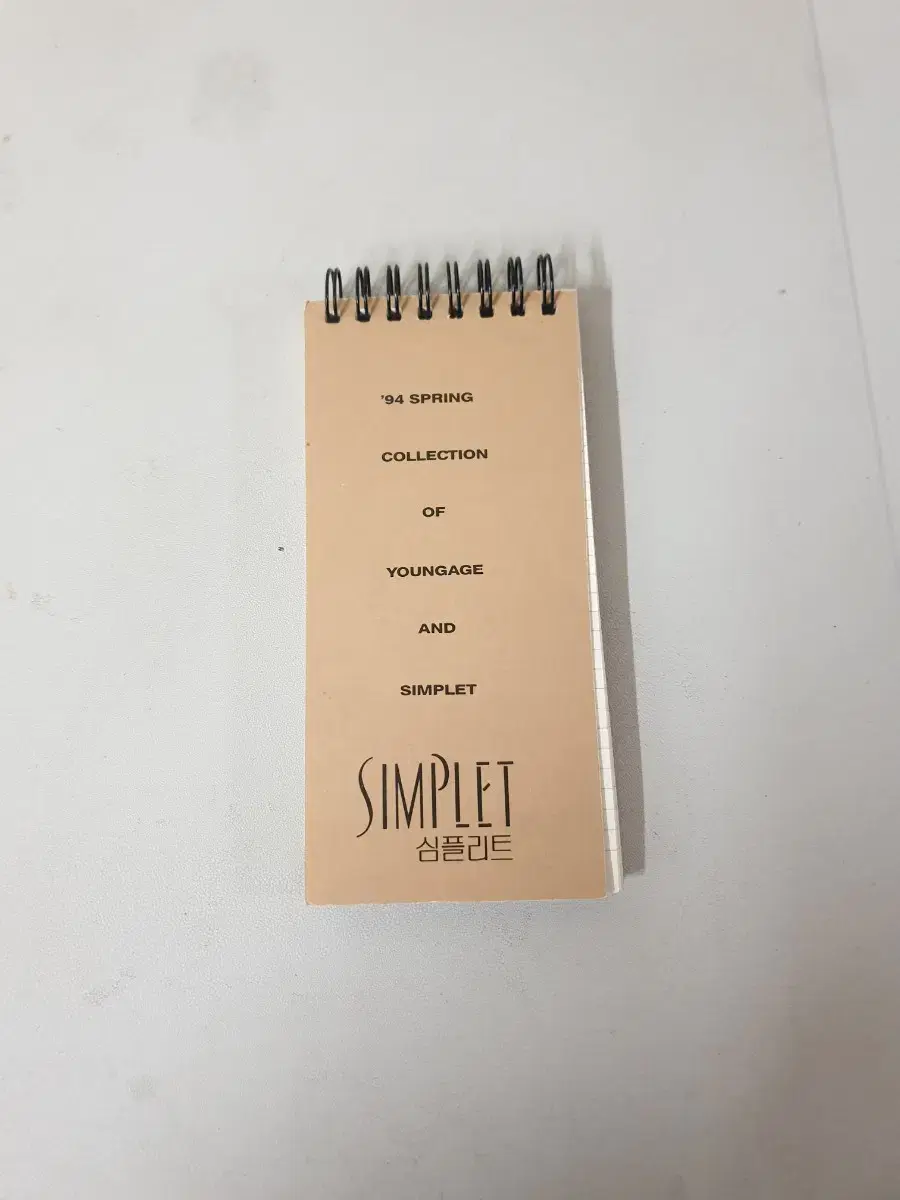 '94 SPRING
COLLECTION
OF
YOUNGAGE
AND
SIMPLET
SIMPLET
심플리트